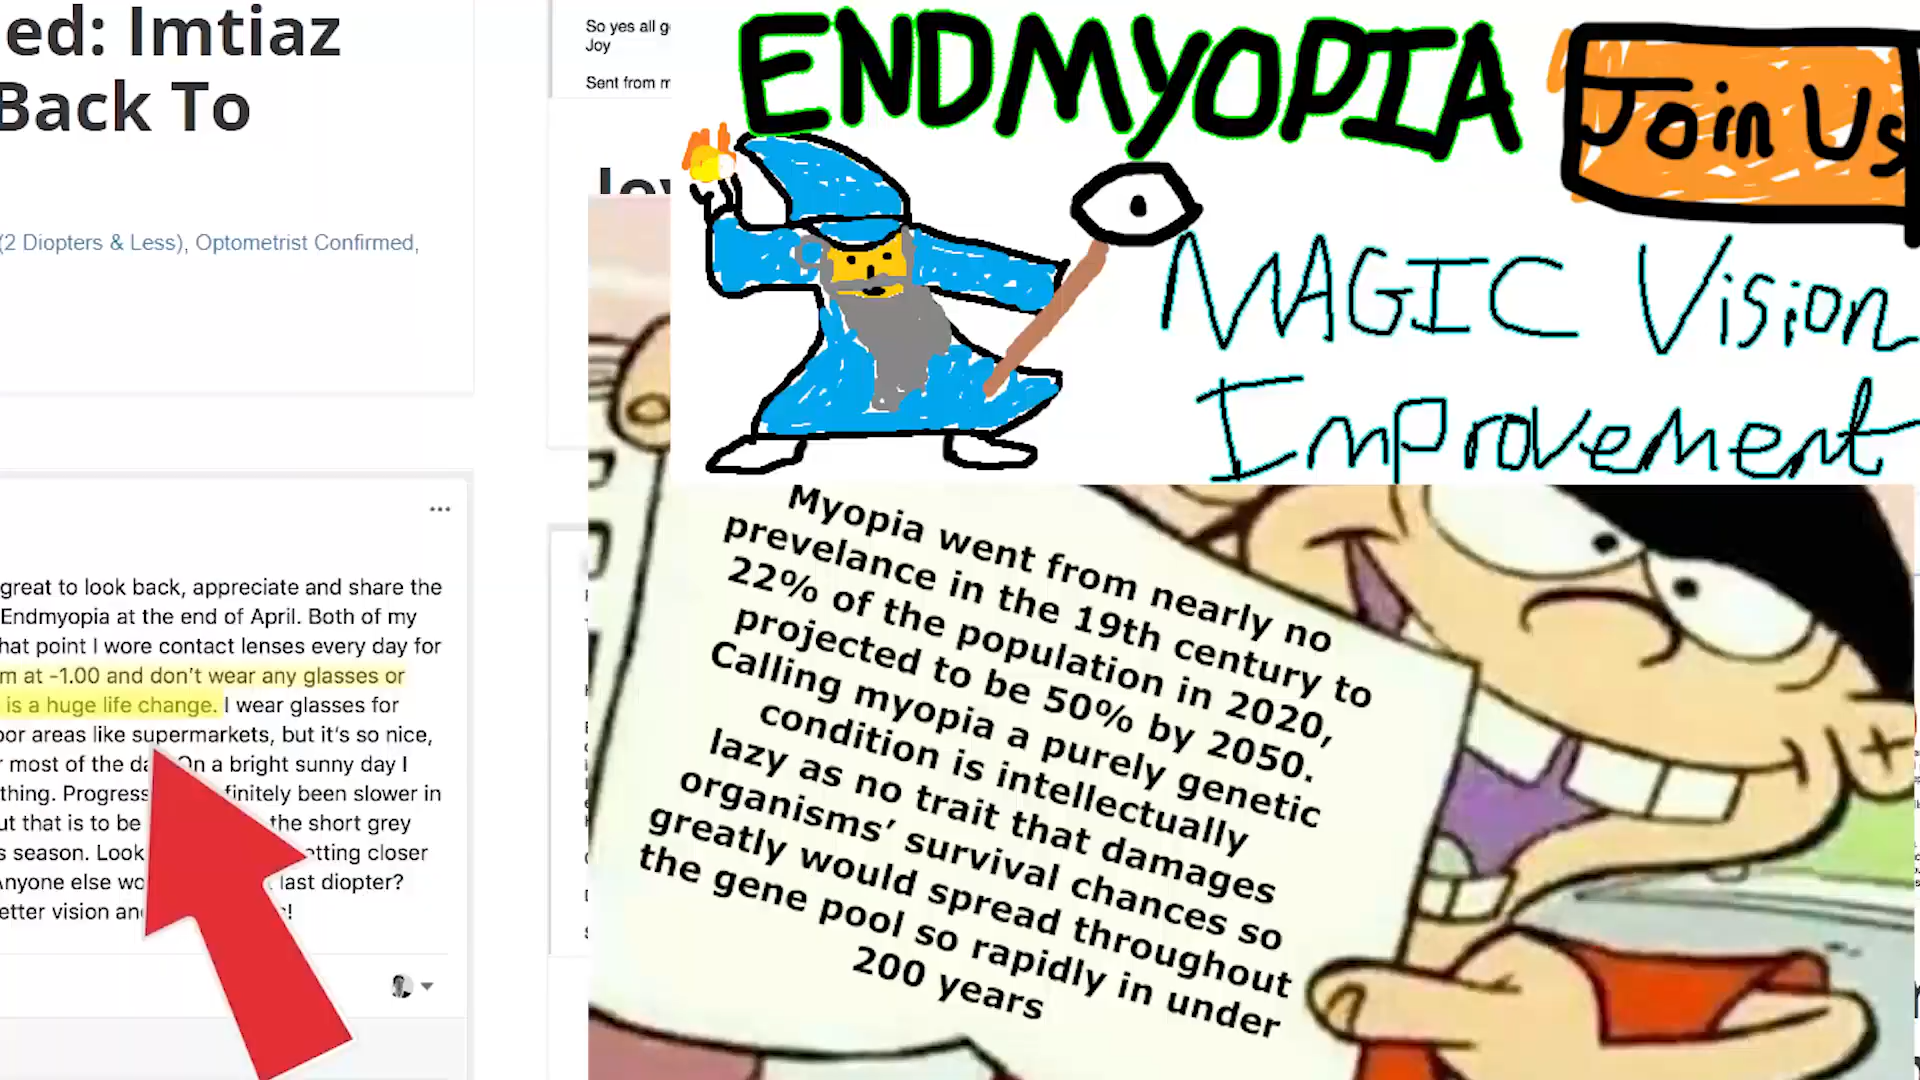 ed: Imtiaz
Back To
(2 Diopters & Less), Optometrist Confirmed,
great to look back, appreciate and share the
Endmyopia at the end of April. Both of my
hat point I wore contact lenses every day for
m at -1.00 and don't wear any glasses or
is a huge life change. I wear glasses for
oor areas like supermarkets, but it's so nice,
r most of the da On a bright sunny day I
thing. Progress finitely been slower in
ut that is to be the short grey
s season. Look etting closer
Anyone else wo last diopter?
etter vision an c!
So yes all g
Joy
Sent from m
Joy
ENDMYOPIA
Join Us
MAGIC Vision
Improvement
Myopia went from nearly no
prevelance in the 19th century to
22% of the population in 2020,
projected to be 50% by 2050.
Calling myopia a purely genetic
condition is intellectually
lazy as no trait that damages
organisms' survival chances so
greatly would spread throughout
the gene pool so rapidly in under
200 years